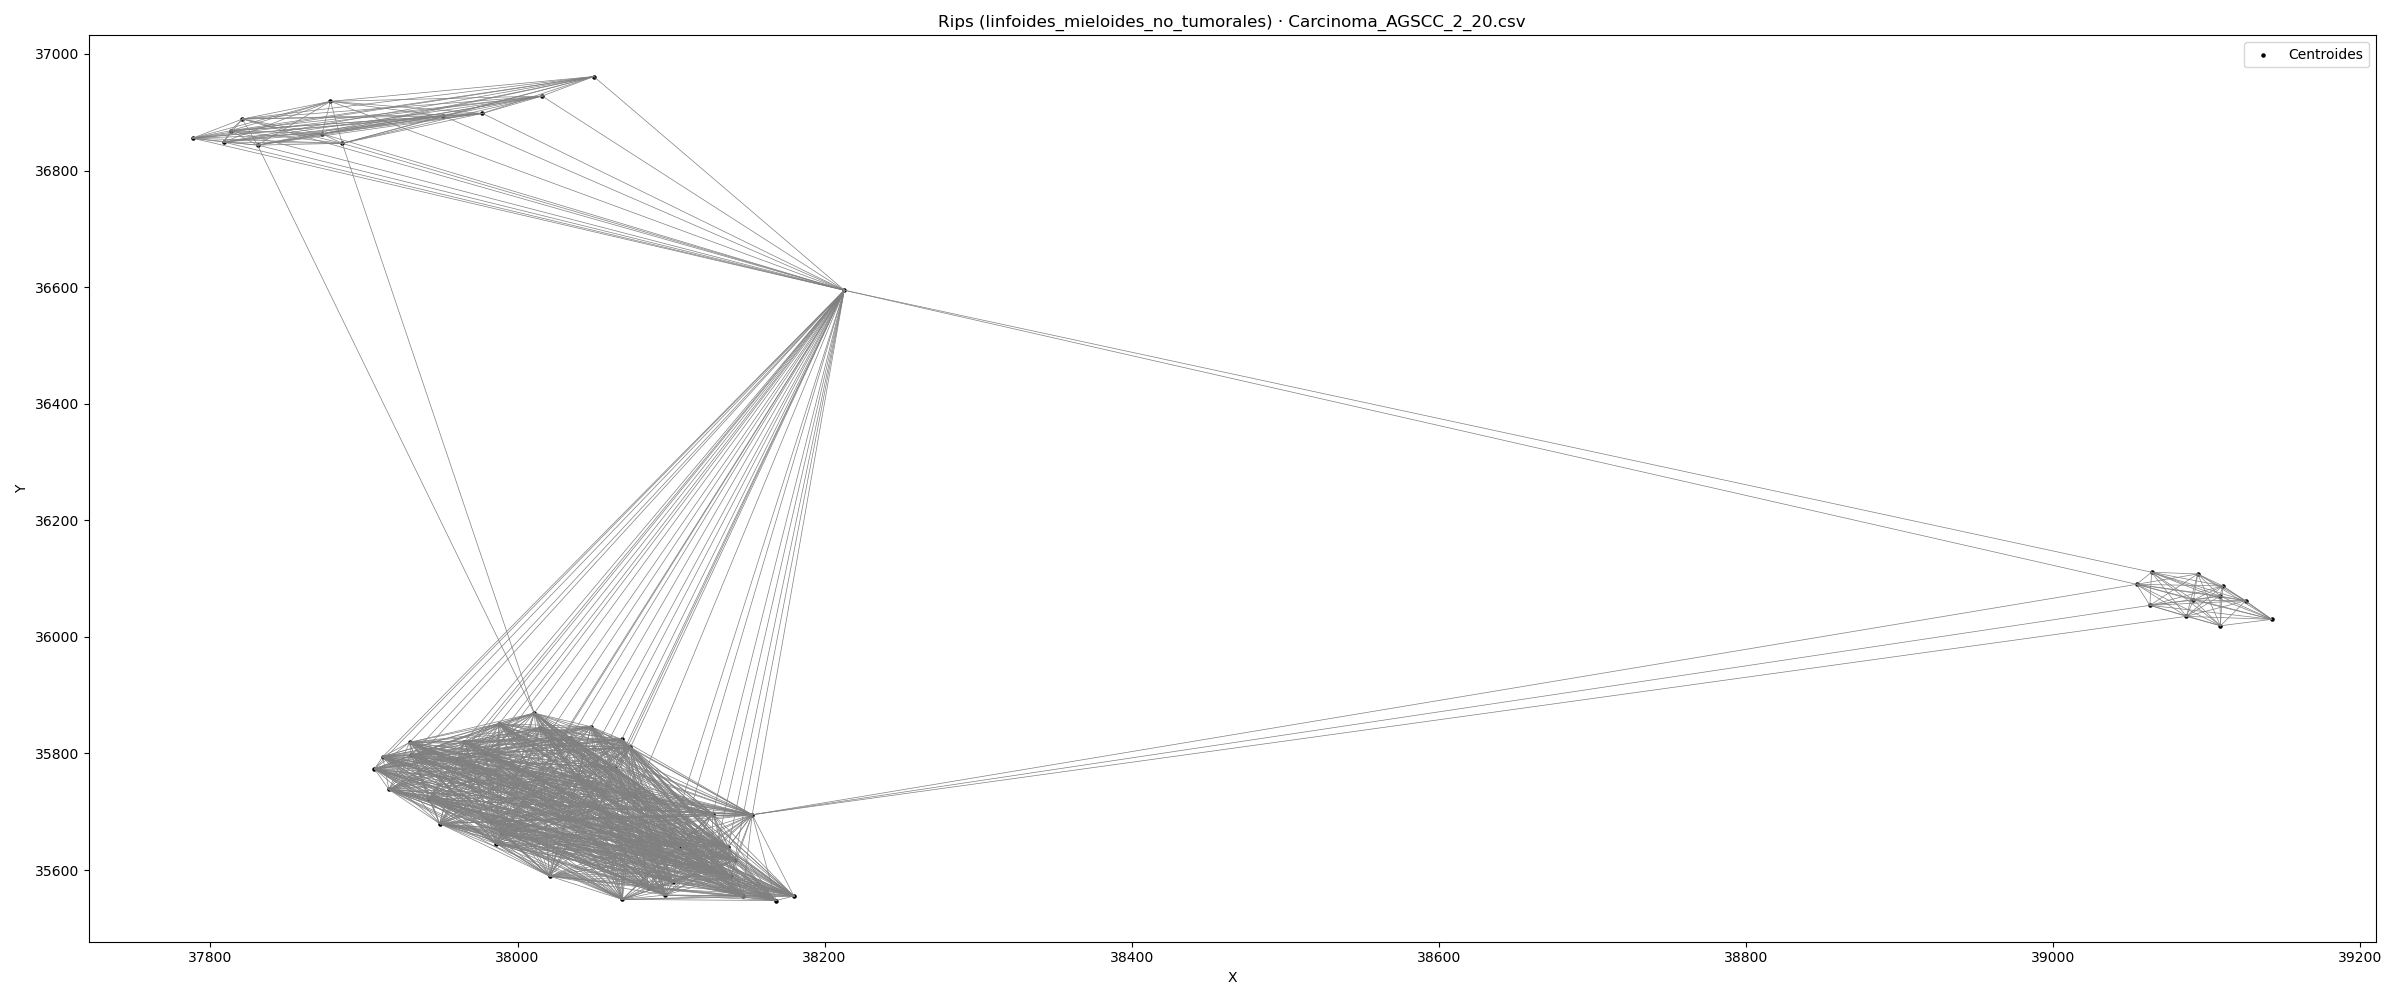 Rips (linfoides_mieloides_no_tumorales) · Carcinoma_AGSCC_2_20.csv
Centroides
37000
36800
36600
36400
36200
36000
35800
35600
Y
37800 38000 38200 38400 38600 38800 39000 39200
X